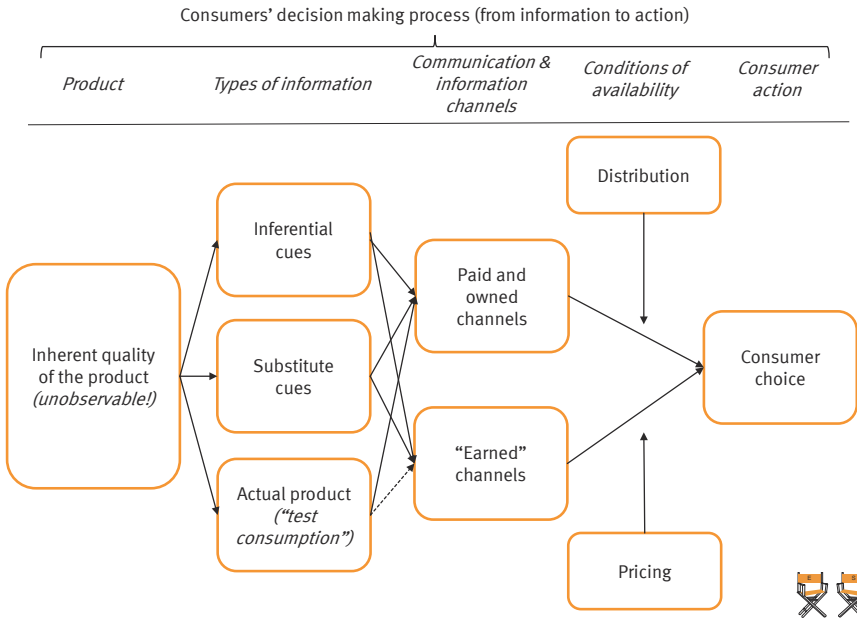 Consumers’ decision making process (from information to action)
Product
Types of information
Communication &
information
channels
Conditions of
availability
Consumer
action
Inherent quality
of the product
(unobservable!)
Inferential
cues
Substitute
cues
Actual product
(“test
consumption”)
Paid and
owned
channels
“Earned”
channels
Distribution
Pricing
Consumer
choice
E
S